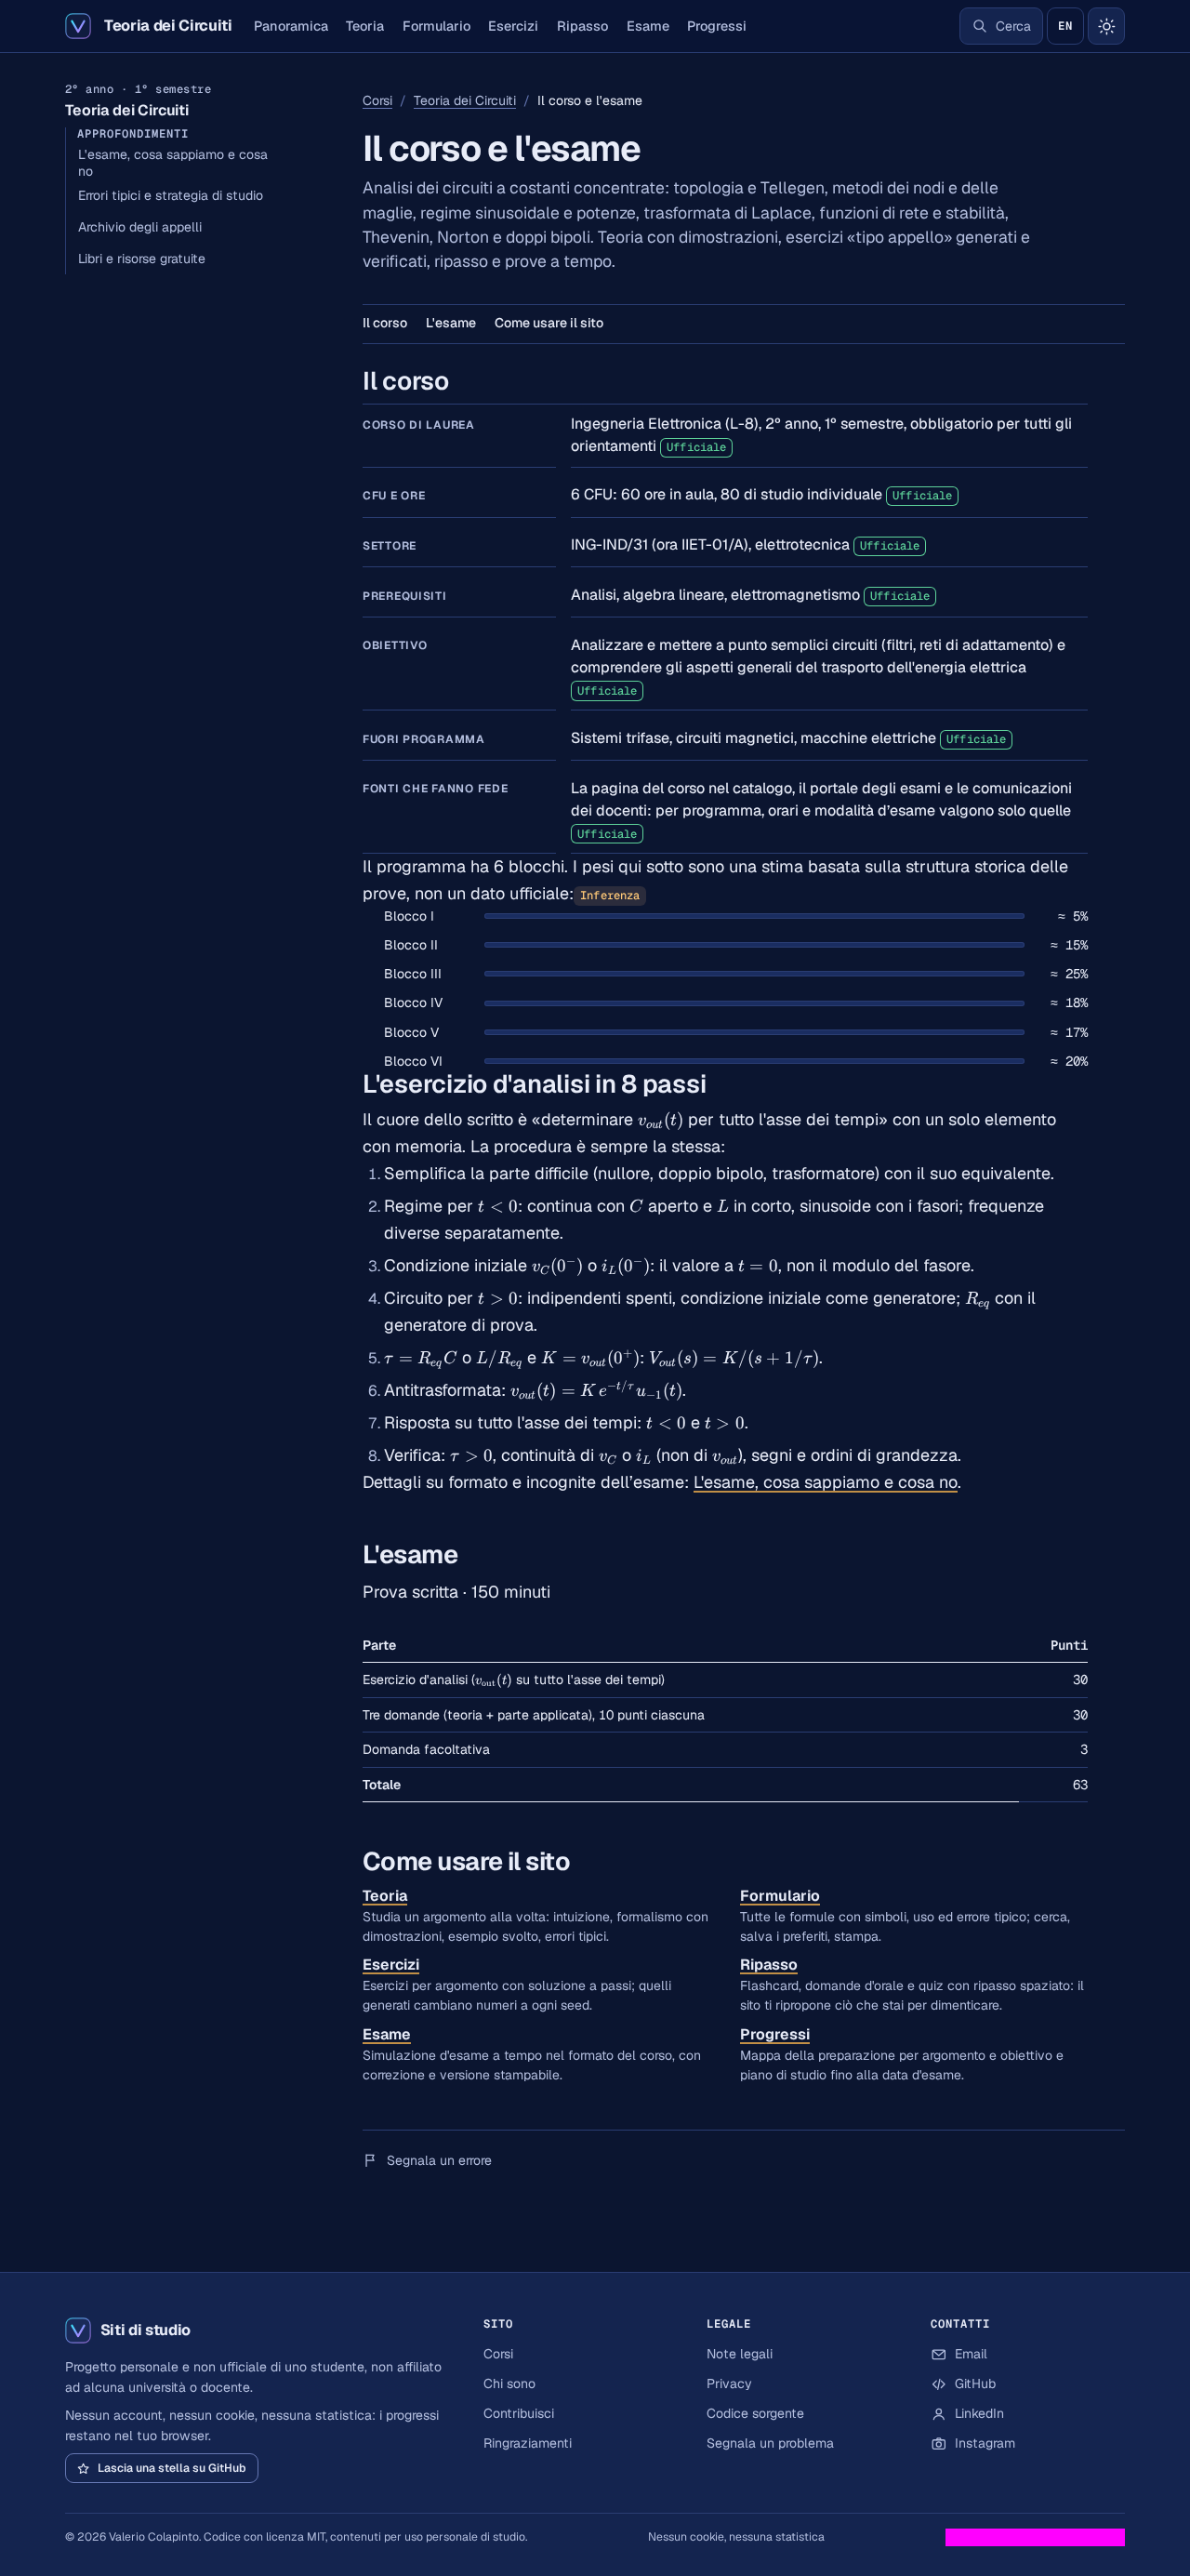 Teoria dei Circuiti Panoramica Teoria Formulario Esercizi Ripasso Esame Progressi Cerca EN
2° anno · 1° semestre
Teoria dei Circuiti
APPROFONDIMENTI
L'esame, cosa sappiamo e cosa
no
Errori tipici e strategia di studio
Archivio degli appelli
Libri e risorse gratuite
Corsi / Teoria dei Circuiti / Il corso e l'esame
Il corso e l'esame
Analisi dei circuiti a costanti concentrate: topologia e Tellegen, metodi dei nodi e delle
maglie, regime sinusoidale e potenze, trasformata di Laplace, funzioni di rete e stabilità,
Thevenin, Norton e doppi bipoli. Teoria con dimostrazioni, esercizi «tipo appello» generati e
verificati, ripasso e prove a tempo.
Il corso L'esame Come usare il sito
Il corso
CORSO DI LAUREA
Ingegneria Elettronica (L-8), 2° anno, 1° semestre, obbligatorio per tutti gli
orientamenti Ufficiale
CFU E ORE
6 CFU: 60 ore in aula, 80 di studio individuale Ufficiale
SETTORE
ING-IND/31 (ora IIET-01/A), elettrotecnica Ufficiale
PREREQUISITI
Analisi, algebra lineare, elettromagnetismo Ufficiale
OBIETTIVO
Analizzare e mettere a punto semplici circuiti (filtri, reti di adattamento) e
comprendere gli aspetti generali del trasporto dell'energia elettrica
Ufficiale
FUORI PROGRAMMA
Sistemi trifase, circuiti magnetici, macchine elettriche Ufficiale
FONTI CHE FANNO FEDE
La pagina del corso nel catalogo, il portale degli esami e le comunicazioni
dei docenti: per programma, orari e modalità d’esame valgono solo quelle
Ufficiale
Il programma ha 6 blocchi. I pesi qui sotto sono una stima basata sulla struttura storica delle
prove, non un dato ufficiale: Inferenza
Blocco I ≈ 5%
Blocco II ≈ 15%
Blocco III ≈ 25%
Blocco IV ≈ 18%
Blocco V ≈ 17%
Blocco VI ≈ 20%
L'esercizio d'analisi in 8 passi
Il cuore dello scritto è «determinare v_out(t) per tutto l'asse dei tempi» con un solo elemento
con memoria. La procedura è sempre la stessa:
1. Semplifica la parte difficile (nullore, doppio bipolo, trasformatore) con il suo equivalente.
2. Regime per t < 0: continua con C aperto e L in corto, sinusoide con i fasori; frequenze
diverse separatamente.
3. Condizione iniziale v_C(0⁻) o i_L(0⁻): il valore a t = 0, non il modulo del fasore.
4. Circuito per t > 0: indipendenti spenti, condizione iniziale come generatore; R_eq con il
generatore di prova.
5. τ = R_eq C o L/R_eq e K = v_out(0⁺): V_out(s) = K/(s + 1/τ).
6. Antitrasformata: v_out(t) = K e^{−t/τ} u_{−1}(t).
7. Risposta su tutto l'asse dei tempi: t < 0 e t > 0.
8. Verifica: τ > 0, continuità di v_C o i_L (non di v_out), segni e ordini di grandezza.
Dettagli su formato e incognite dell’esame: L'esame, cosa sappiamo e cosa no.
L'esame
Prova scritta · 150 minuti
Parte Punti
Esercizio d'analisi (v_out(t) su tutto l'asse dei tempi) 30
Tre domande (teoria + parte applicata), 10 punti ciascuna 30
Domanda facoltativa 3
Totale 63
Come usare il sito
Teoria
Studia un argomento alla volta: intuizione, formalismo con
dimostrazioni, esempio svolto, errori tipici.
Formulario
Tutte le formule con simboli, uso ed errore tipico; cerca,
salva i preferiti, stampa.
Esercizi
Esercizi per argomento con soluzione a passi; quelli
generati cambiano numeri a ogni seed.
Ripasso
Flashcard, domande d'orale e quiz con ripasso spaziato: il
sito ti ripropone ciò che stai per dimenticare.
Esame
Simulazione d'esame a tempo nel formato del corso, con
correzione e versione stampabile.
Progressi
Mappa della preparazione per argomento e obiettivo e
piano di studio fino alla data d'esame.
Segnala un errore
Siti di studio
Progetto personale e non ufficiale di uno studente, non affiliato
ad alcuna università o docente.
Nessun account, nessun cookie, nessuna statistica: i progressi
restano nel tuo browser.
Lascia una stella su GitHub
SITO
Corsi
Chi sono
Contribuisci
Ringraziamenti
LEGALE
Note legali
Privacy
Codice sorgente
Segnala un problema
CONTATTI
Email
GitHub
LinkedIn
Instagram
© 2026 Valerio Colapinto. Codice con licenza MIT, contenuti per uso personale di studio. Nessun cookie, nessuna statistica